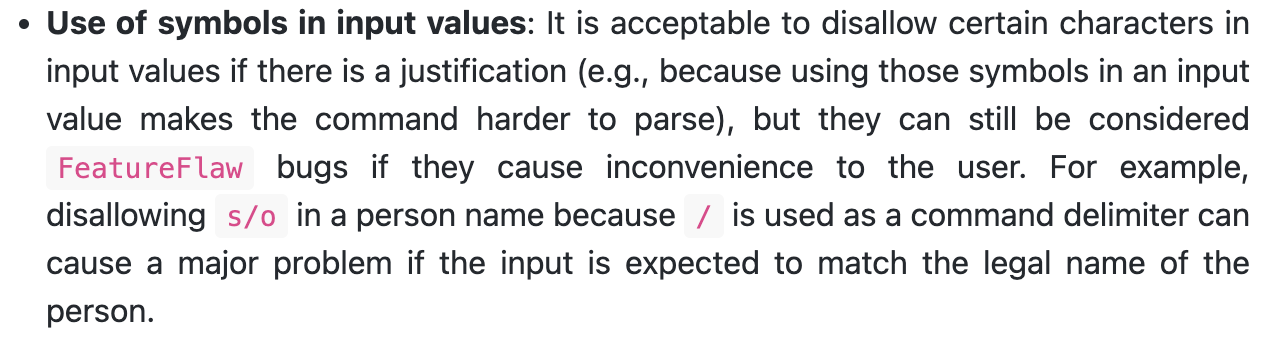 • Use of symbols in input values: It is acceptable to disallow certain characters in
input values if there is a justification (e.g., because using those symbols in an input
value makes the command harder to parse), but they can still be considered
FeatureFlaw bugs if they cause inconvenience to the user. For example,
disallowing s/o in a person name because / is used as a command delimiter can
cause a major problem if the input is expected to match the legal name of the
person.